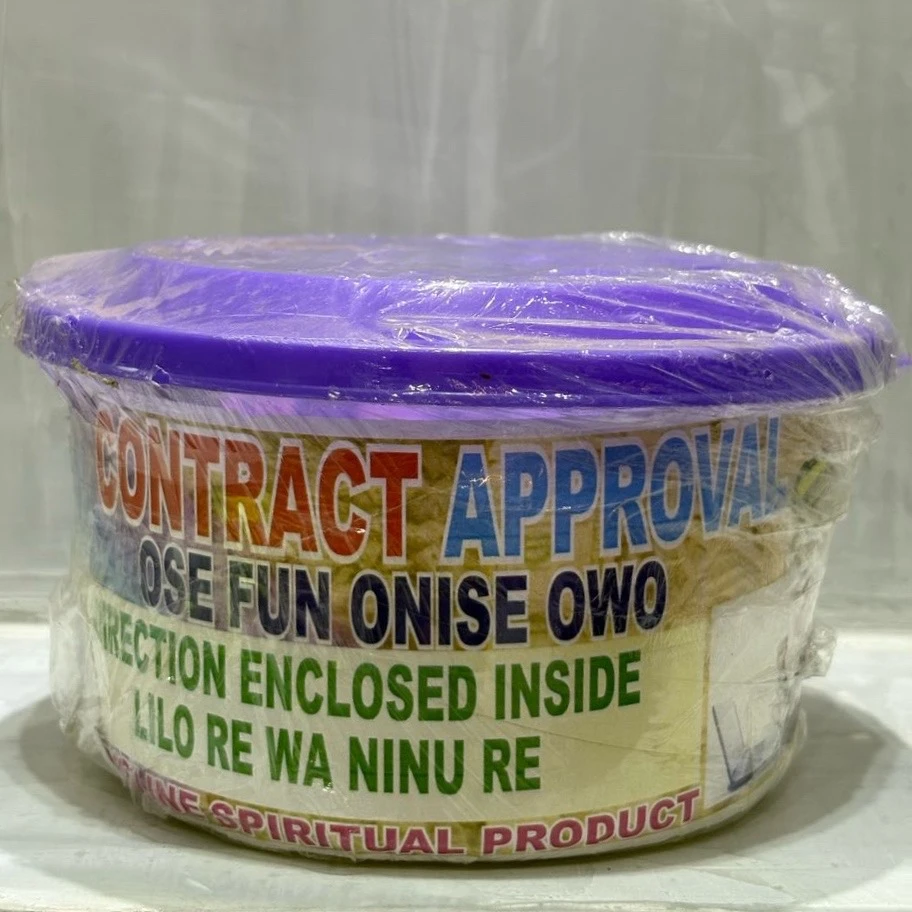 CONTRACT APPROVAL
OSE FUN ONISE OWO
DIRECTION ENCLOSED INSIDE
LILO RE WA NINU RE
SPIRITUAL PRODUCT